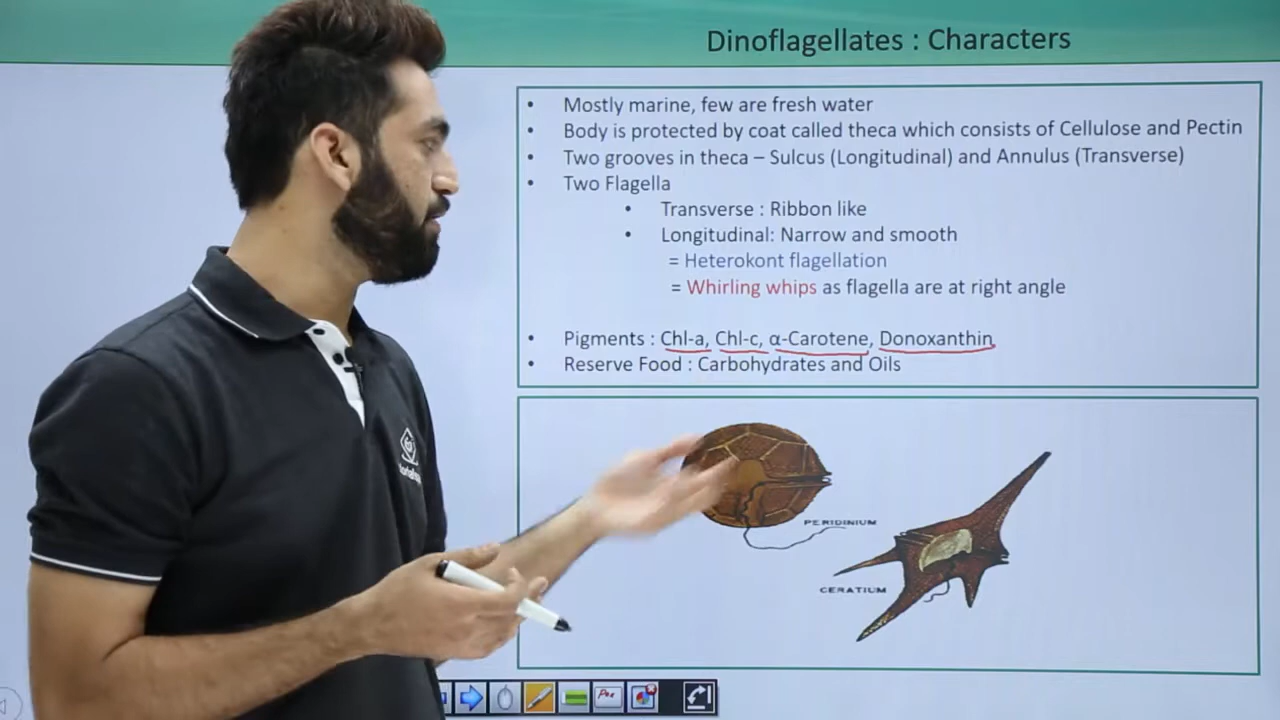 Dinoflagellates : Characters
• Mostly marine, few are fresh water
• Body is protected by coat called theca which consists of Cellulose and Pectin
• Two grooves in theca – Sulcus (Longitudinal) and Annulus (Transverse)
• Two Flagella
• Transverse : Ribbon like
• Longitudinal: Narrow and smooth
= Heterokont flagellation
= Whirling whips as flagella are at right angle
• Pigments : Chl-a, Chl-c, α-Carotene, Donoxanthin
• Reserve Food : Carbohydrates and Oils
PERIDINIUM
CERATIUM